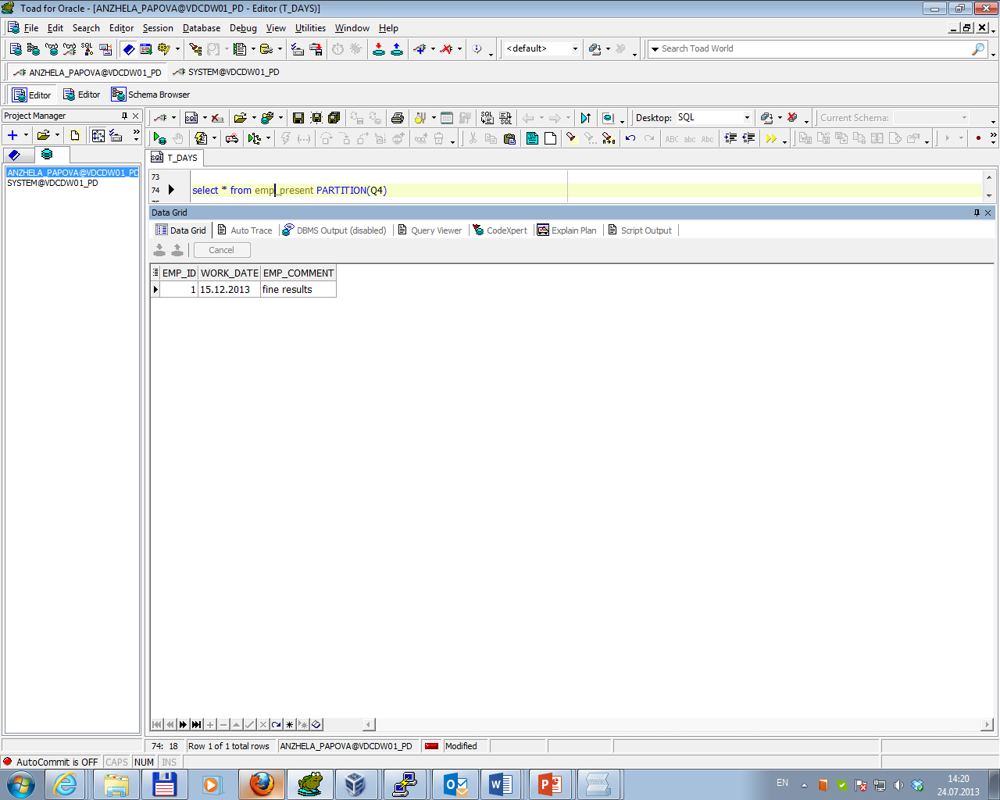 Toad for Oracle - [ANZHELA_PAPOVA@VDCDW01_PD - Editor (T_DAYS)]
File Edit Search Editor Session Database Debug View Utilities Window Help
<default> Search Toad World
ANZHELA_PAPOVA@VDCDW01_PD SYSTEM@VDCDW01_PD
Editor Editor Schema Browser
Project Manager
Desktop: SQL Current Schema:
T_DAYS
ANZHELA_PAPOVA@VDCDW01_PD
SYSTEM@VDCDW01_PD
73
74 select * from emp_present PARTITION(Q4)
Data Grid
Data Grid Auto Trace DBMS Output (disabled) Query Viewer CodeXpert Explain Plan Script Output
Cancel
EMP_ID WORK_DATE EMP_COMMENT
1 15.12.2013 fine results
74: 18 Row 1 of 1 total rows ANZHELA_PAPOVA@VDCDW01_PD Modified
AutoCommit is OFF CAPS NUM INS
EN
14:20
24.07.2013